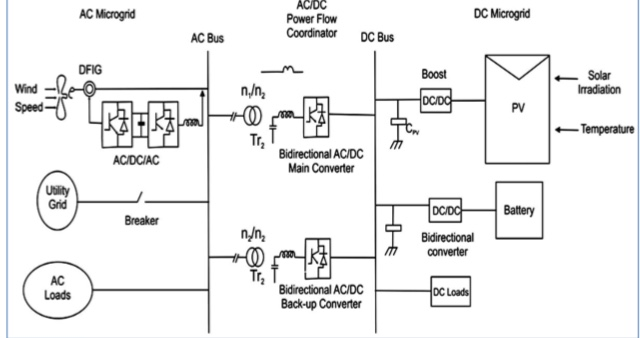 AC Microgrid
AC/DC
Power Flow
Coordinator
DC Microgrid
AC Bus
DC Bus
DFIG
Wind
Speed
AC/DC/AC
n₁/n₂
Tr₂
Bidirectional AC/DC
Main Converter
Boost
DC/DC
C_PV
PV
Solar
Irradiation
Temperature
Utility
Grid
Breaker
n₂/n₂
Tr₂
Bidirectional AC/DC
Back-up Converter
DC/DC
Bidirectional
converter
Battery
AC
Loads
DC Loads